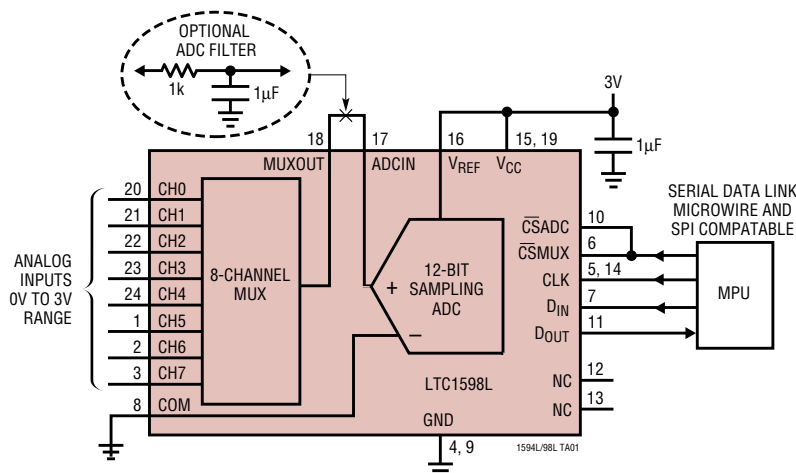 OPTIONAL
ADC FILTER
1k
1µF
3V
18
17
16
15, 19
1µF
MUXOUT
ADCIN
VREF
VCC
20 CH0
21 CH1
22 CH2
23 CH3
24 CH4
1 CH5
2 CH6
3 CH7
8 COM
ANALOG
INPUTS
0V TO 3V
RANGE
8-CHANNEL
MUX
+
12-BIT
SAMPLING
ADC
–
LTC1598L
GND
4, 9
C̅S̅ADC
10
C̅S̅MUX
6
CLK
5, 14
DIN
7
DOUT
11
NC
12
NC
13
SERIAL DATA LINK
MICROWIRE AND
SPI COMPATABLE
MPU
1594L/98L TA01